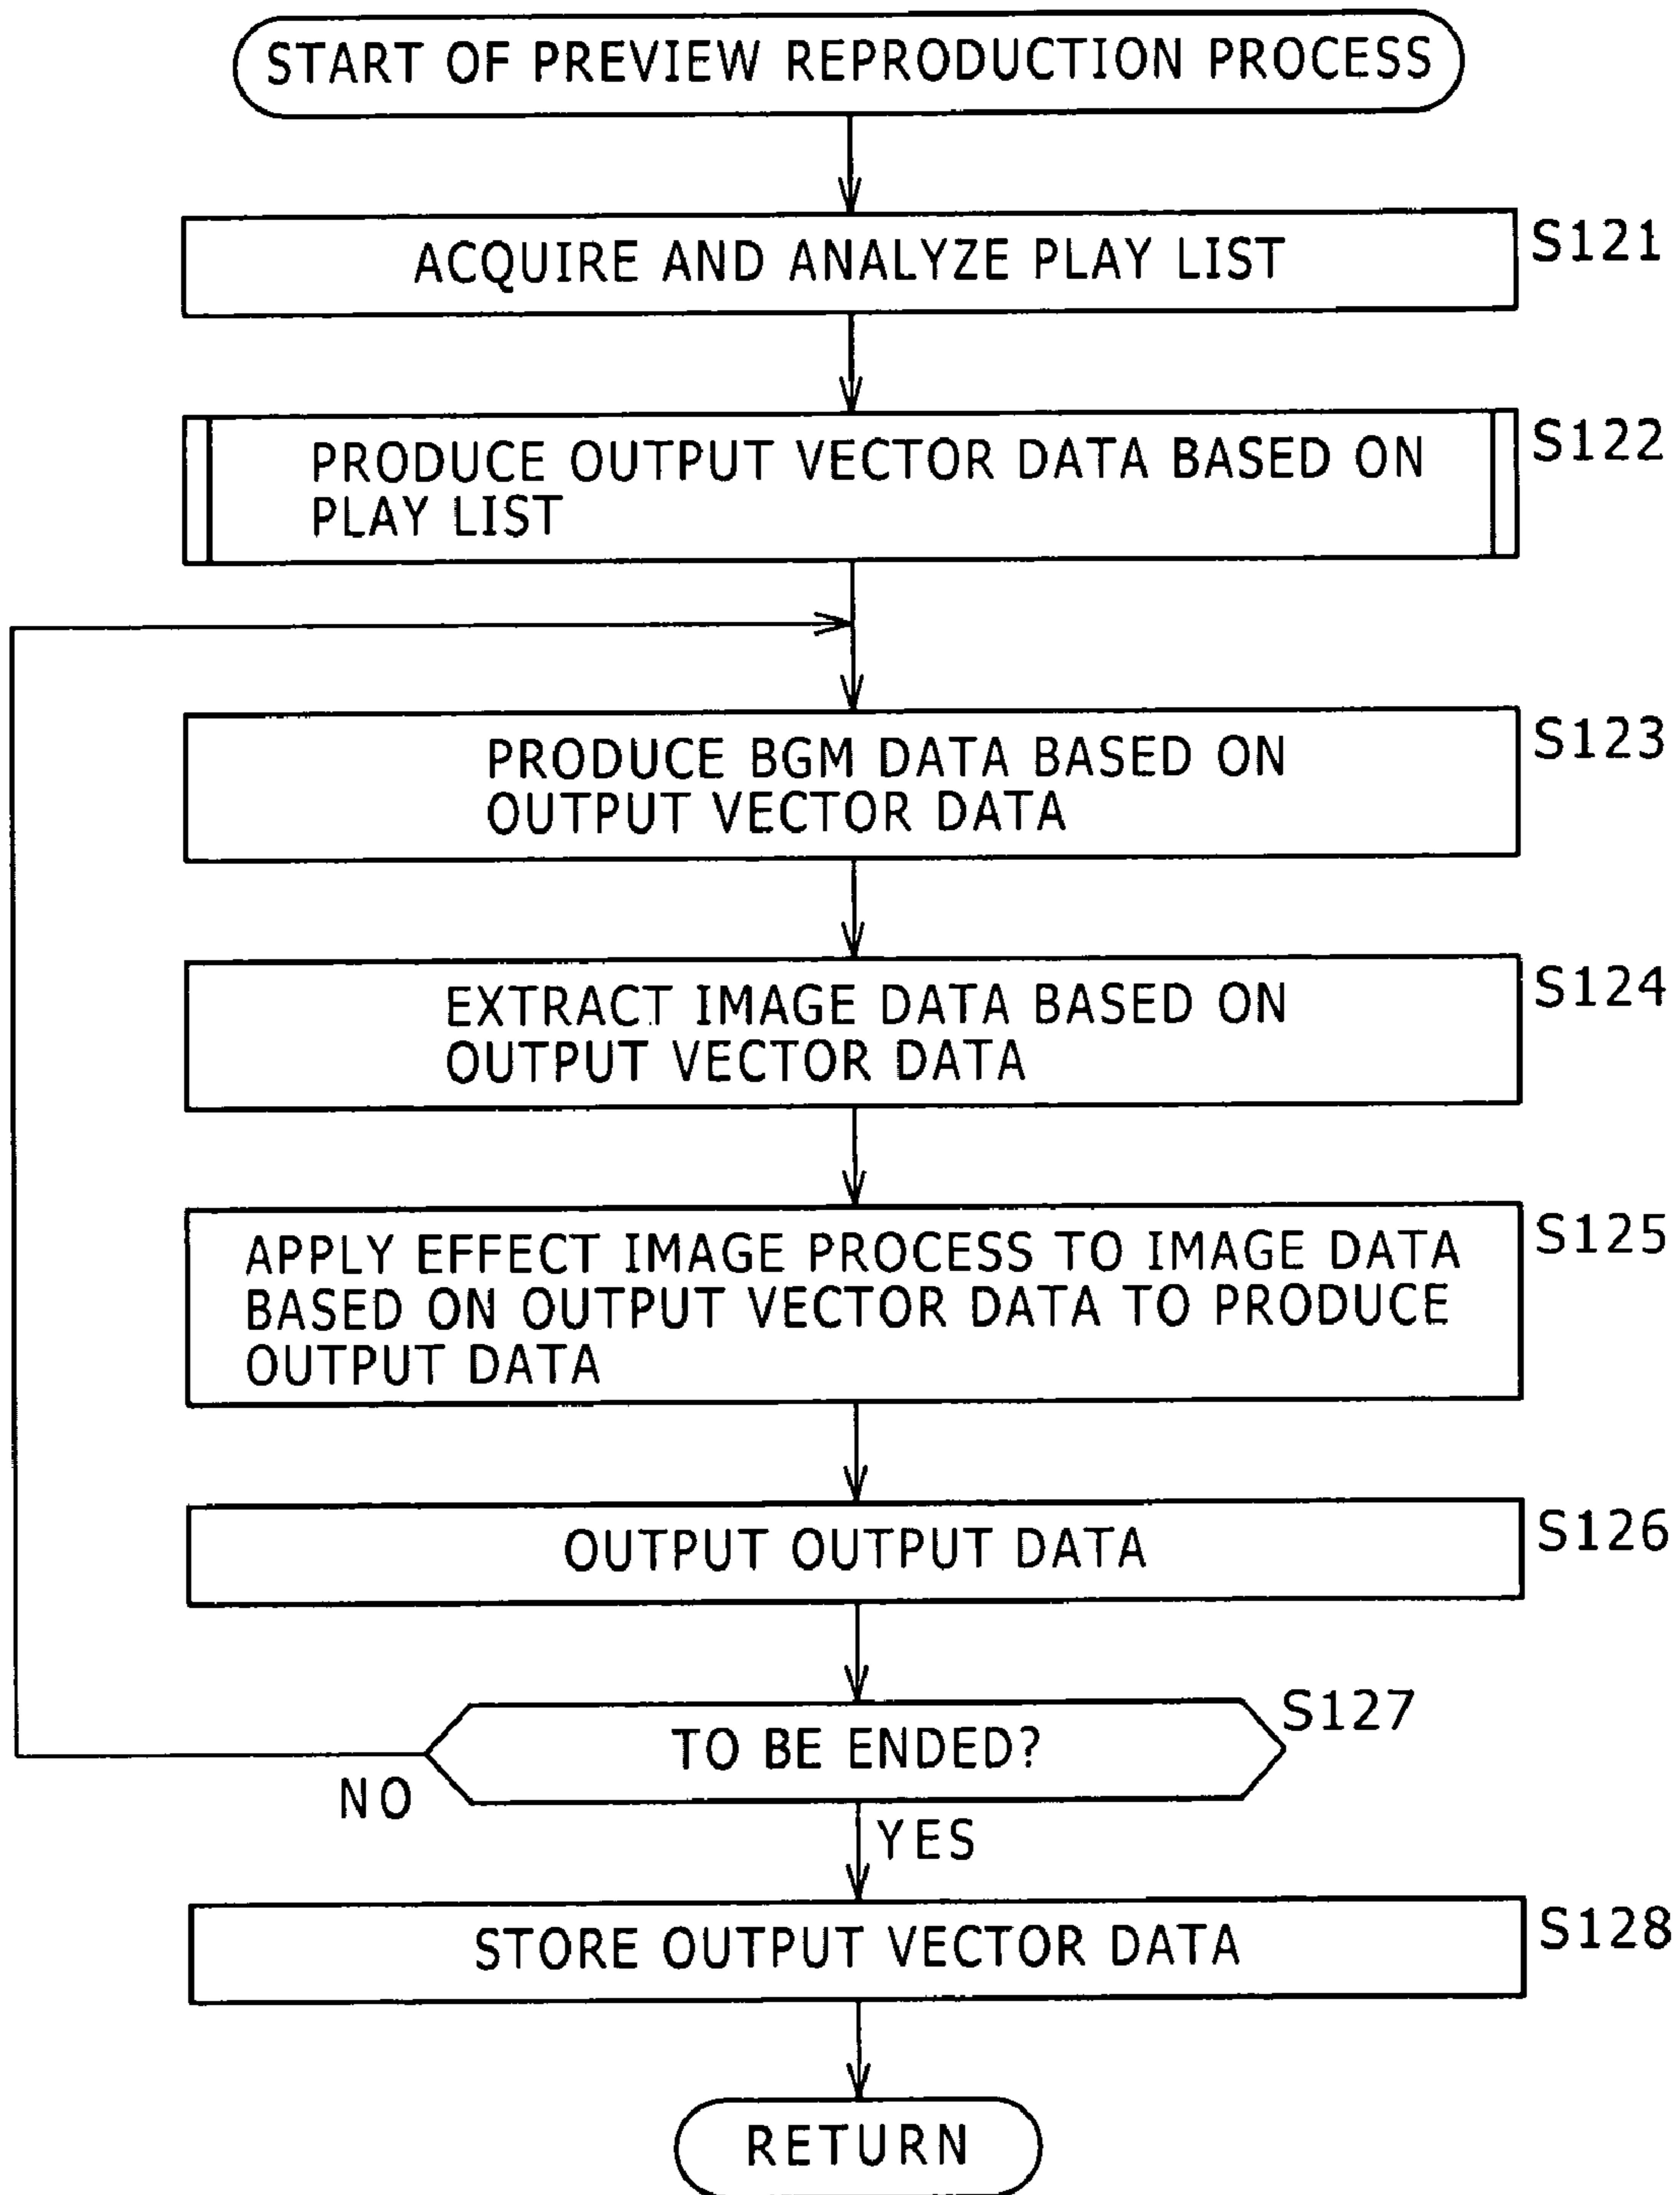 START OF PREVIEW REPRODUCTION PROCESS
ACQUIRE AND ANALYZE PLAY LIST
S121
PRODUCE OUTPUT VECTOR DATA BASED ON
PLAY LIST
S122
PRODUCE BGM DATA BASED ON
OUTPUT VECTOR DATA
S123
EXTRACT IMAGE DATA BASED ON
OUTPUT VECTOR DATA
S124
APPLY EFFECT IMAGE PROCESS TO IMAGE DATA
BASED ON OUTPUT VECTOR DATA TO PRODUCE
OUTPUT DATA
S125
OUTPUT OUTPUT DATA
S126
TO BE ENDED?
S127
NO
YES
STORE OUTPUT VECTOR DATA
S128
RETURN